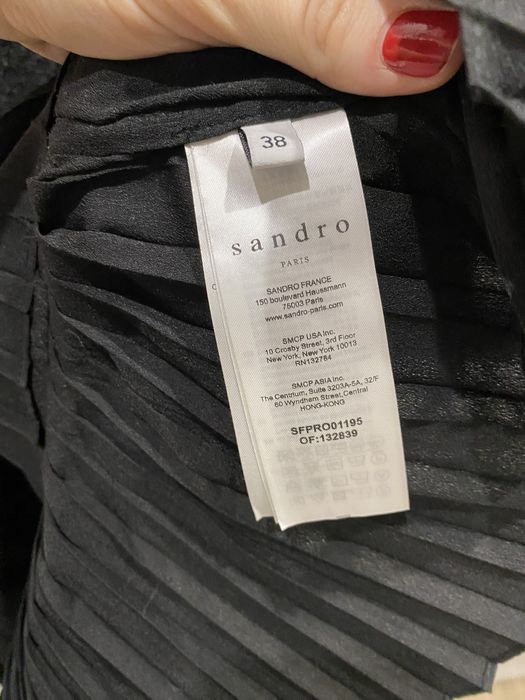 38
sandro
PARIS
SANDRO FRANCE
150 boulevard Haussmann
75003 Paris
www.sandro-paris.com
SMCP USA Inc.
10 Crosby Street, 3rd Floor
New York, New York 10013
RN132784
SMCP ASIA Inc.
The Centrium, Suite 3203A-5A, 32/F
60 Wyndham Street,Central
HONG-KONG
SFPRO01195
OF:132839